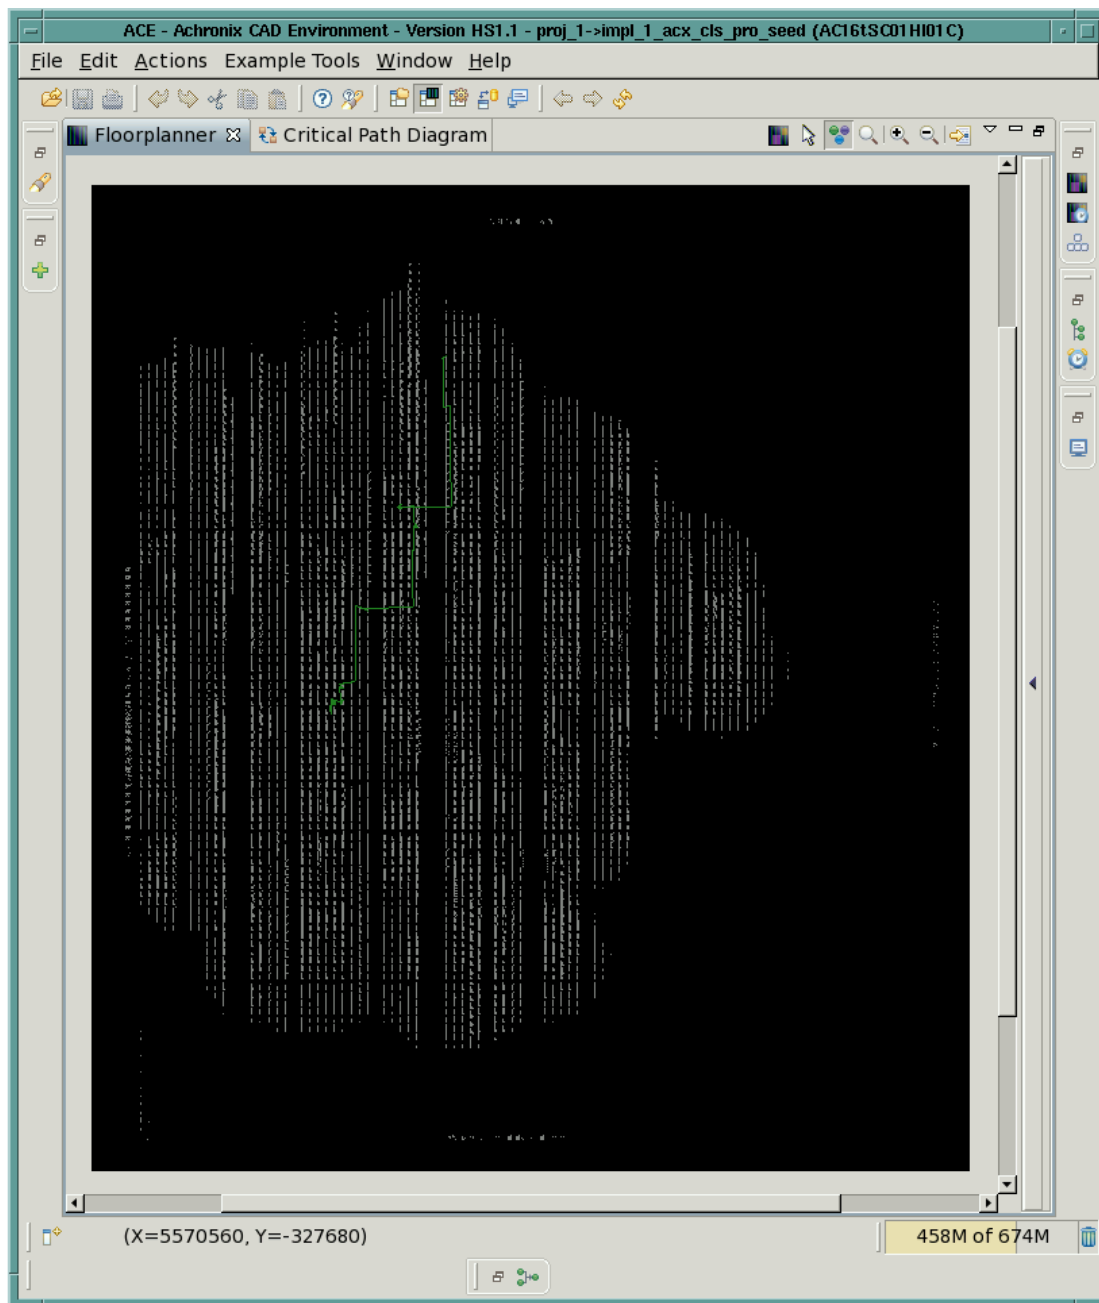 ACE - Achronix CAD Environment - Version HS1.1 - proj_1->impl_1_acx_cls_pro_seed (AC16tSC01HI01C)
File Edit Actions Example Tools Window Help
Floorplanner Critical Path Diagram
(X=5570560, Y=-327680) 458M of 674M